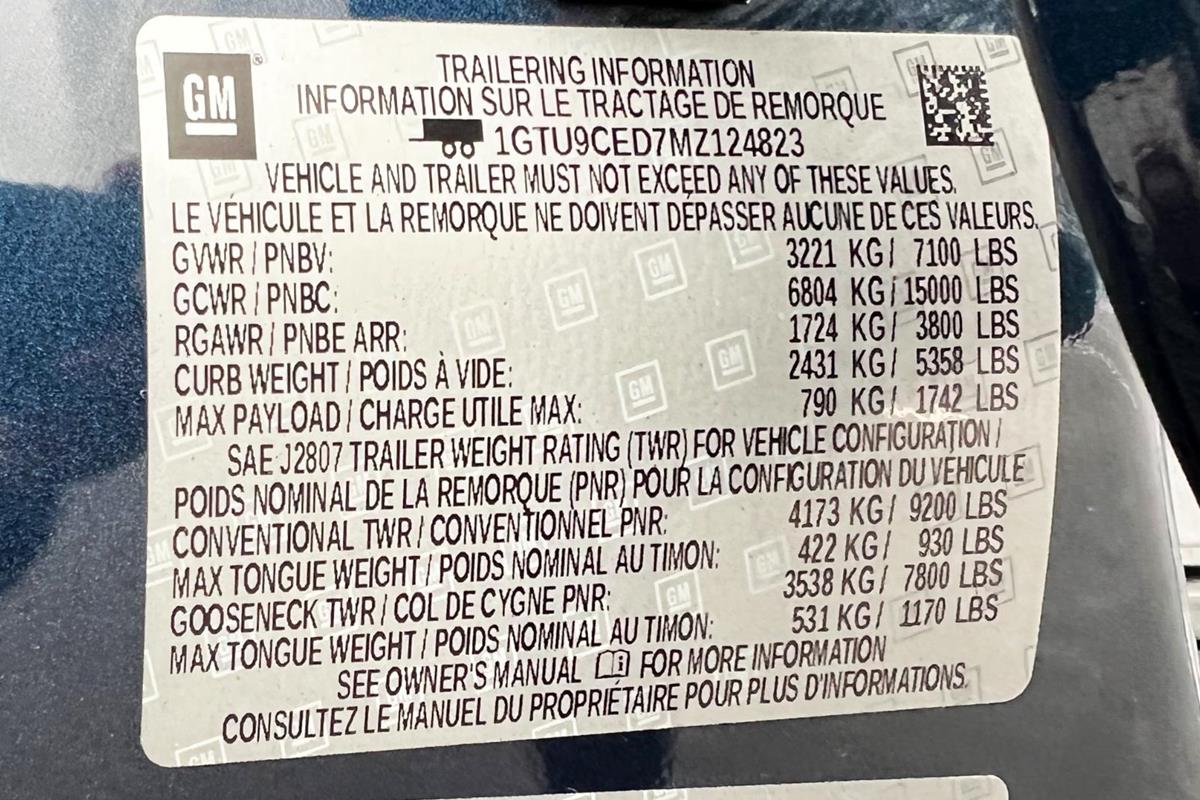 GM
TRAILERING INFORMATION
INFORMATION SUR LE TRACTAGE DE REMORQUE
1GTU9CED7MZ124823
VEHICLE AND TRAILER MUST NOT EXCEED ANY OF THESE VALUES.
LE VÉHICULE ET LA REMORQUE NE DOIVENT DÉPASSER AUCUNE DE CES VALEURS.
GVWR / PNBV: 3221 KG / 7100 LBS
GCWR / PNBC: 6804 KG / 15000 LBS
RGAWR / PNBE ARR: 1724 KG / 3800 LBS
CURB WEIGHT / POIDS À VIDE: 2431 KG / 5358 LBS
MAX PAYLOAD / CHARGE UTILE MAX: 790 KG / 1742 LBS
SAE J2807 TRAILER WEIGHT RATING (TWR) FOR VEHICLE CONFIGURATION /
POIDS NOMINAL DE LA REMORQUE (PNR) POUR LA CONFIGURATION DU VÉHICULE
CONVENTIONAL TWR / CONVENTIONNEL PNR: 4173 KG / 9200 LBS
MAX TONGUE WEIGHT / POIDS NOMINAL AU TIMON: 422 KG / 930 LBS
GOOSENECK TWR / COL DE CYGNE PNR: 3538 KG / 7800 LBS
MAX TONGUE WEIGHT / POIDS NOMINAL AU TIMON: 531 KG / 1170 LBS
SEE OWNER'S MANUAL FOR MORE INFORMATION
CONSULTEZ LE MANUEL DU PROPRIÉTAIRE POUR PLUS D'INFORMATIONS.